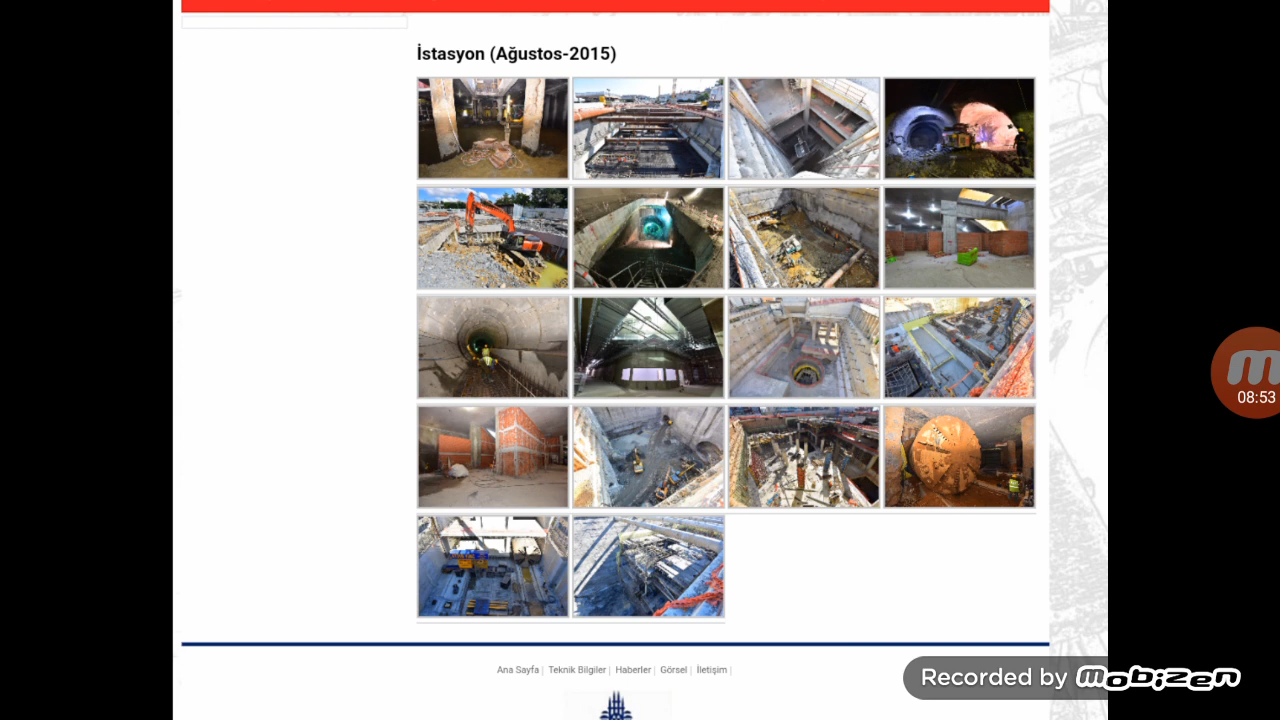 İstasyon (Ağustos-2015)
08:53
Ana Sayfa | Teknik Bilgiler | Haberler | Görsel | İletişim |
Recorded by mobizen